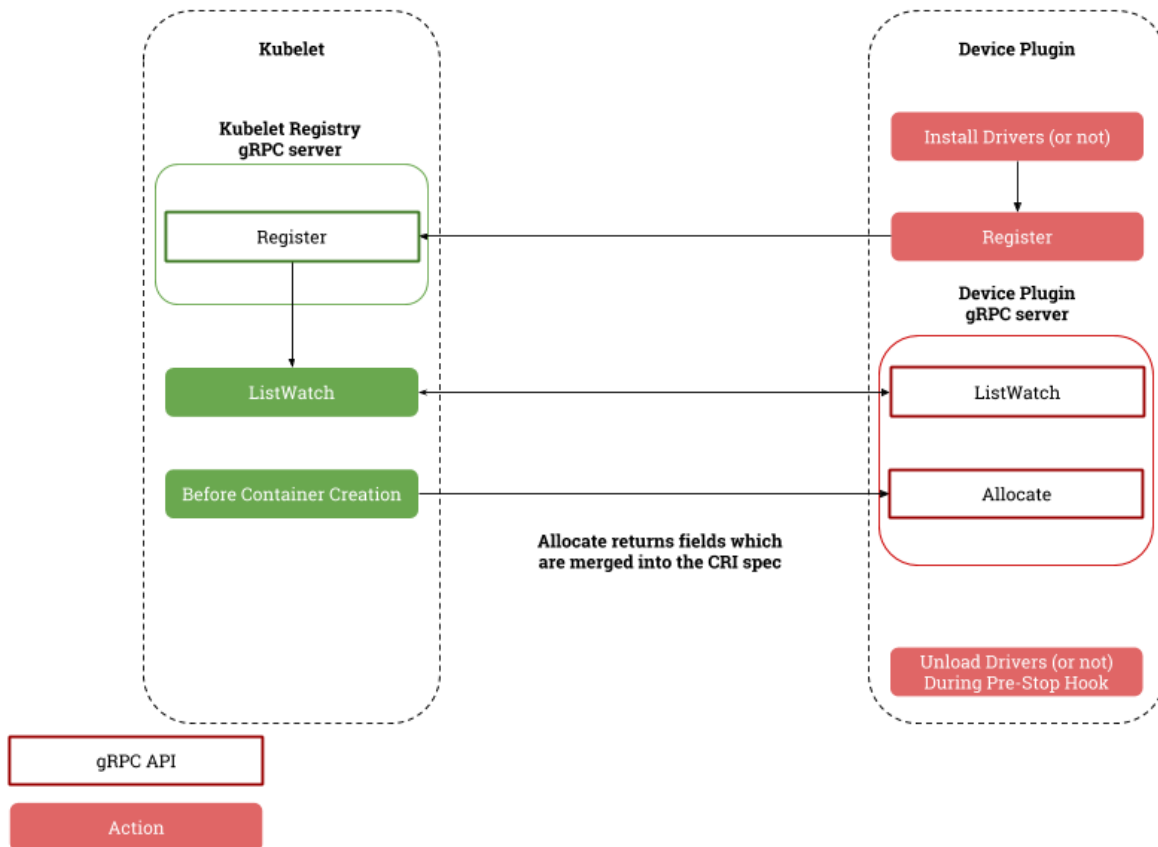 Kubelet
Device Plugin
Kubelet Registry
gRPC server
Install Drivers (or not)
Register
Register
Device Plugin
gRPC server
ListWatch
ListWatch
Before Container Creation
Allocate
Allocate returns fields which
are merged into the CRI spec
Unload Drivers (or not)
During Pre-Stop Hook
gRPC API
Action